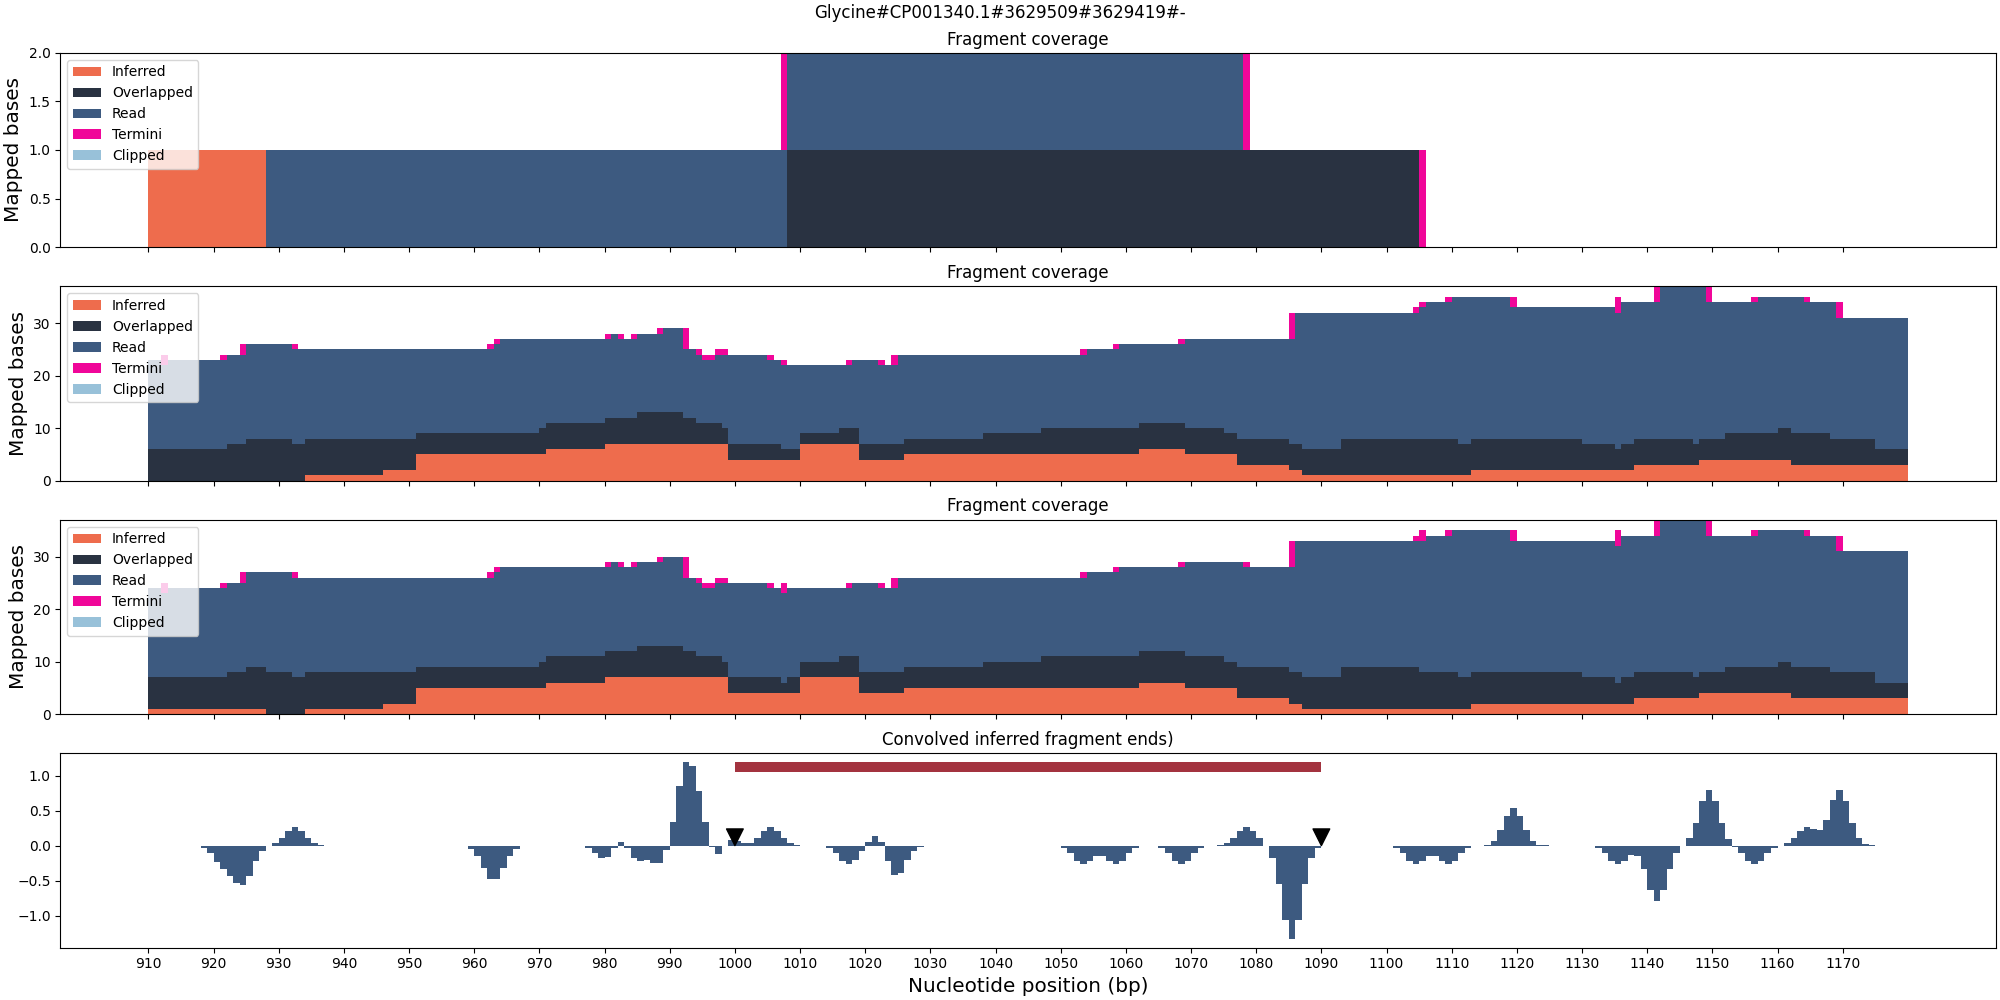 Glycine#CP001340.1#3629509#3629419#-
Fragment coverage
Mapped bases
2.0
1.5
1.0
0.5
0.0
Inferred
Overlapped
Read
Termini
Clipped
Fragment coverage
Mapped bases
30
20
10
0
Inferred
Overlapped
Read
Termini
Clipped
Fragment coverage
Mapped bases
30
20
10
0
Inferred
Overlapped
Read
Termini
Clipped
Convolved inferred fragment ends)
1.0
0.5
0.0
−0.5
−1.0
910 920 930 940 950 960 970 980 990 1000 1010 1020 1030 1040 1050 1060 1070 1080 1090 1100 1110 1120 1130 1140 1150 1160 1170
Nucleotide position (bp)